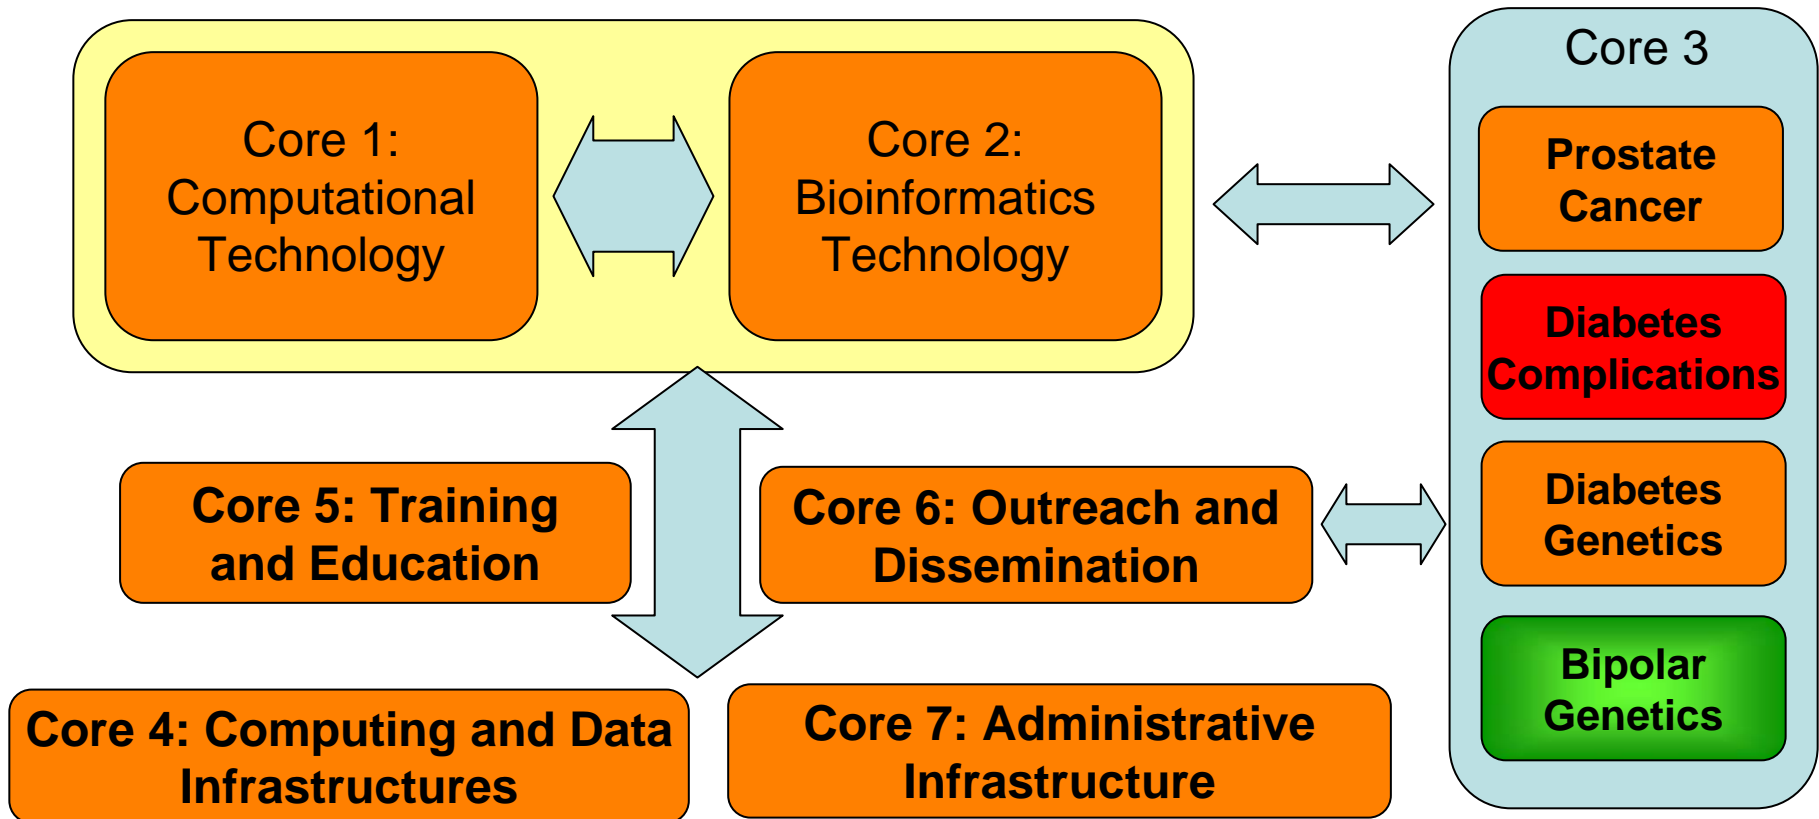 Core 1:
Computational
Technology
Core 2:
Bioinformatics
Technology
Core 3
Prostate
Cancer
Diabetes
Complications
Diabetes
Genetics
Bipolar
Genetics
Core 5: Training
and Education
Core 6: Outreach and
Dissemination
Core 4: Computing and Data
Infrastructures
Core 7: Administrative
Infrastructure